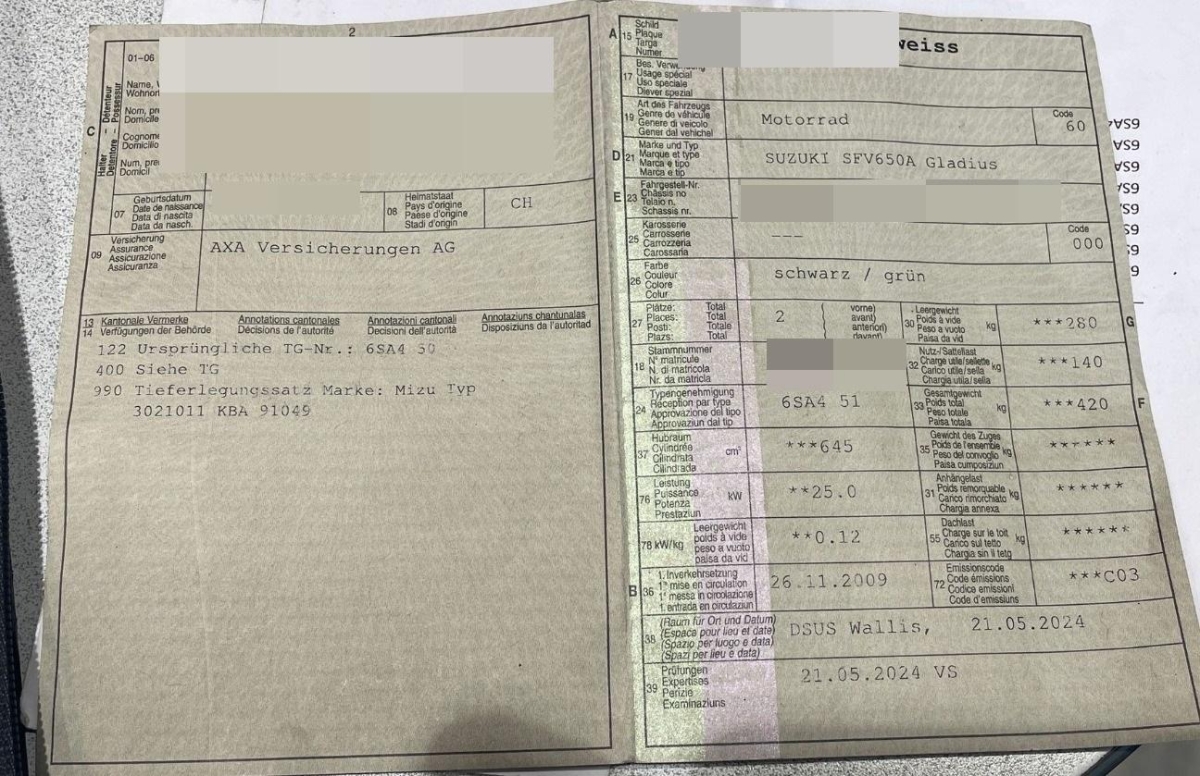 2
01-06
Halter - Détenteur
Detentore - Possessur
C
Name,
Wohnort
Nom, pr
Domicile
Cognome
Domicilio
Num, pre
Domicil
07
Geburtsdatum
Date de naissance
Data di nascita
Data da nasch.
08
Heimatstaat
Pays d'origine
Paese d'origine
Stadi d'origin
CH
09
Versicherung
Assurance
Assicurazione
Assicuranza
AXA Versicherungen AG
13 Kantonale Vermerke Annotations cantonales Annotazioni cantonali Annotaziuns chantunalas
14 Verfügungen der Behörde Décisions de l'autorité Decisioni dell'autorità Disposiziuns da l'autoritad
122 Ursprüngliche TG-Nr.: 6SA4 50
400 Siehe TG
990 Tieferlegungssatz Marke: Mizu Typ
3021011 KBA 91049
A
15
Schild
Plaque
Targa
Numer
weiss
17
Bes. Verw
Usage spécial
Uso speciale
Diever spezial
19
Art des Fahrzeugs
Genre de véhicule
Genere di veicolo
Gener dal vehichel
Motorrad
Code
60
D
21
Marke und Typ
Marque et type
Marca e tipo
Marca e tip
SUZUKI SFV650A Gladius
E
23
Fahrgestell-Nr.
Châssis no
Telaio n.
Schassis nr.
25
Karosserie
Carrosserie
Carrozzeria
Carossaria
---
Code
000
26
Farbe
Couleur
Colore
Colur
schwarz / grün
27
Plätze: Total
Places: Total
Posti: Totale
Plazs: Total
2
vorne)
avant)
anteriori)
davant)
30
Leergewicht
Poids à vide
Peso a vuoto
Paisa da vid
kg
***280
G
18
Stammnummer
N° matricule
N. di matricola
Nr. da matricla
32
Nutz-/Sattellast
Charge utile/sellette
Carico utile/sella
Chargia utila/sella
kg
***140
24
Typengenehmigung
Réception par type
Approvazione del tipo
Approvaziun dal tip
6SA4 51
33
Gesamtgewicht
Poids total
Peso totale
Paisa totala
kg
***420
F
37
Hubraum
Cylindrée
Cilindrata
Cilindrada
cm³
***645
35
Gewicht des Zuges
Poids de l'ensemble
Peso del convoglio
Paisa cumposiziun
kg
******
76
Leistung
Puissance
Potenza
Prestaziun
kW
**25.0
31
Anhängelast
Poids remorquable
Carico rimorchiato
Chargia annexa
kg
******
78 kW/kg
Leergewicht
poids à vide
peso a vuoto
paisa da vid
**0.12
55
Dachlast
Charge sur le toit
Carico sul tetto
Chargia sin il tetg
kg
******
B
36
1. Inverkehrsetzung
1re mise en circulation
1a messa in circolazione
1. entrada en circulaziun
26.11.2009
72
Emissionscode
Code émissions
Codice emissioni
Code d'emissiuns
***C03
38
(Raum für Ort und Datum)
(Espace pour lieu et date)
(Spazio per luogo e data)
(Spazi per lieu e data)
DSUS Wallis, 21.05.2024
39
Prüfungen
Expertises
Perizie
Examinaziuns
21.05.2024 VS